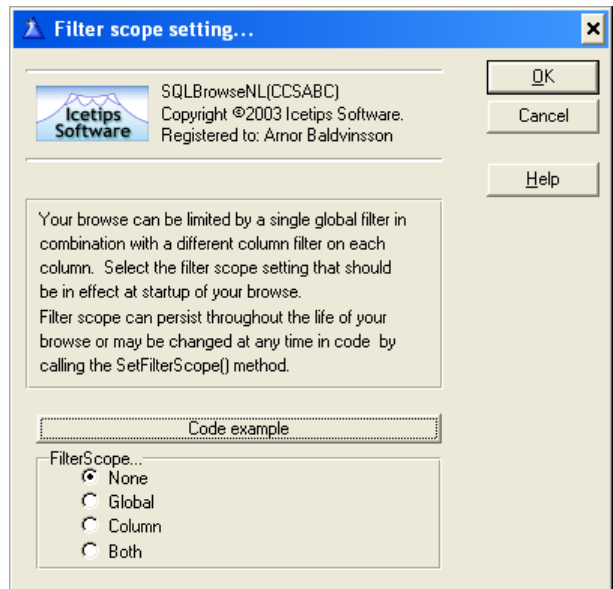 Filter scope setting...
OK
Cancel
Help
Icetips
Software
SQLBrowseNL(CCSABC)
Copyright ©2003 Icetips Software.
Registered to: Arnor Baldvinsson
Your browse can be limited by a single global filter in
combination with a different column filter on each
column.  Select the filter scope setting that should
be in effect at startup of your browse.
Filter scope can persist throughout the life of your
browse or may be changed at any time in code  by
calling the SetFilterScope() method.
Code example
FilterScope...
None
Global
Column
Both